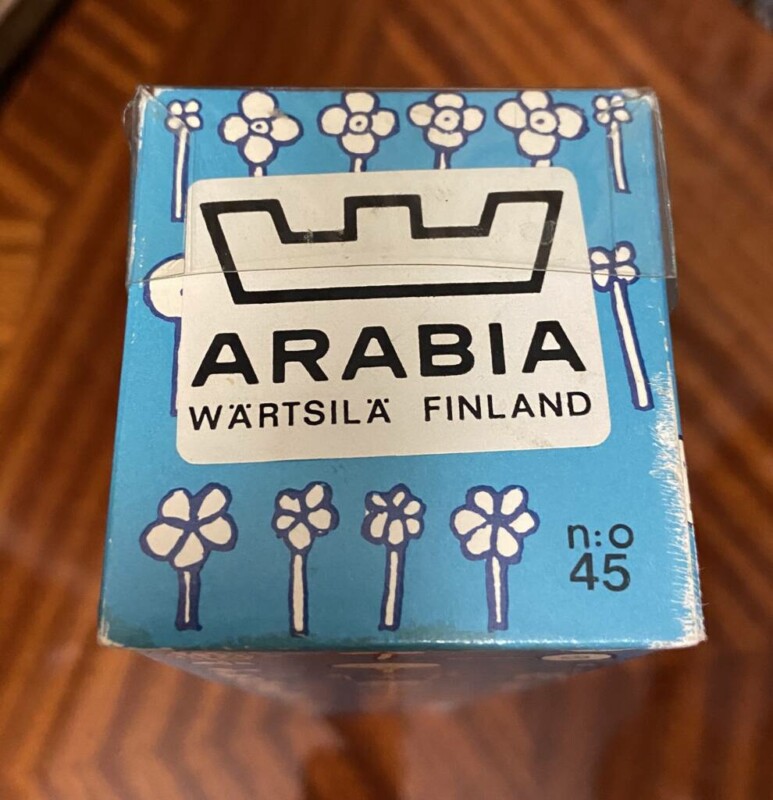 ARABIA
WÄRTSILÄ FINLAND
n:o
45